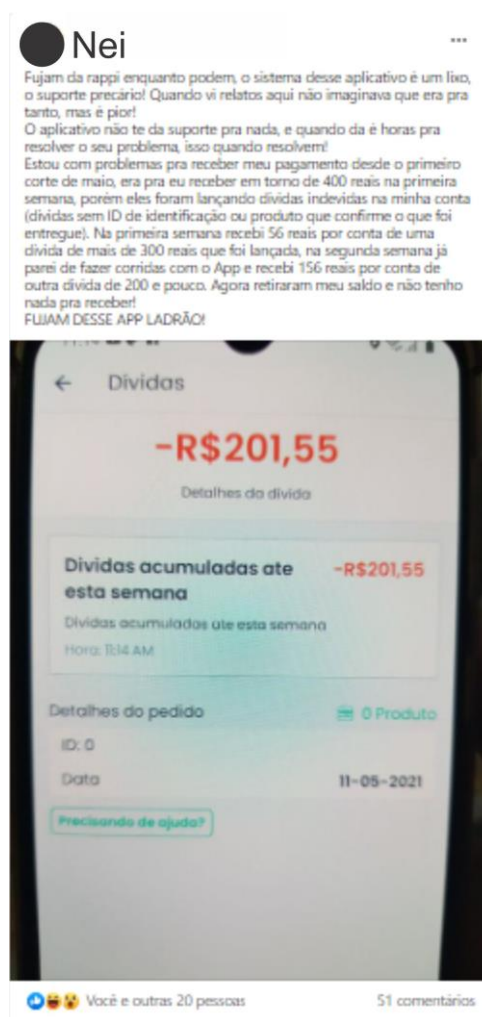 Nei
Fujam da rappi enquanto podem, o sistema desse aplicativo é um lixo,
o suporte precário! Quando vi relatos aqui não imaginava que era pra
tanto, mas é pior!
O aplicativo não te da suporte pra nada, e quando da é horas pra
resolver o seu problema, isso quando resolvem!
Estou com problemas pra receber meu pagamento desde o primeiro
corte de maio, era pra eu receber em torno de 400 reais na primeira
semana, porém eles foram lançando dividas indevidas na minha conta
(dividas sem ID de identificação ou produto que confirme o que foi
entregue). Na primeira semana recebi 56 reais por conta de uma
divida de mais de 300 reais que foi lançada, na segunda semana já
parei de fazer corridas com o App e recebi 156 reais por conta de
outra divida de 200 e pouco. Agora retiraram meu saldo e não tenho
nada pra receber!
FUJAM DESSE APP LADRÃO!
Dividas
-R$201,55
Detalhes da divida
Dividas acumuladas ate
esta semana
-R$201,55
Dividas acumuladas ate esta semana
Hora: 11:14 AM
Detalhes do pedido
0 Produto
ID: 0
Data
11-05-2021
Precisando de ajuda?
Você e outras 20 pessoas
51 comentários